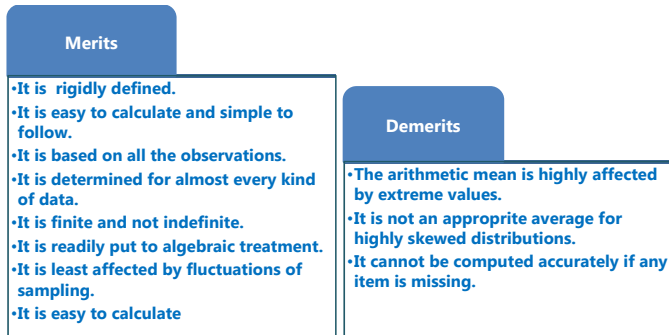 Merits
•It is rigidly defined.
•It is easy to calculate and simple to
follow.
•It is based on all the observations.
•It is determined for almost every kind
of data.
•It is finite and not indefinite.
•It is readily put to algebraic treatment.
•It is least affected by fluctuations of
sampling.
•It is easy to calculate
Demerits
•The arithmetic mean is highly affected
by extreme values.
•It is not an approprite average for
highly skewed distributions.
•It cannot be computed accurately if any
item is missing.